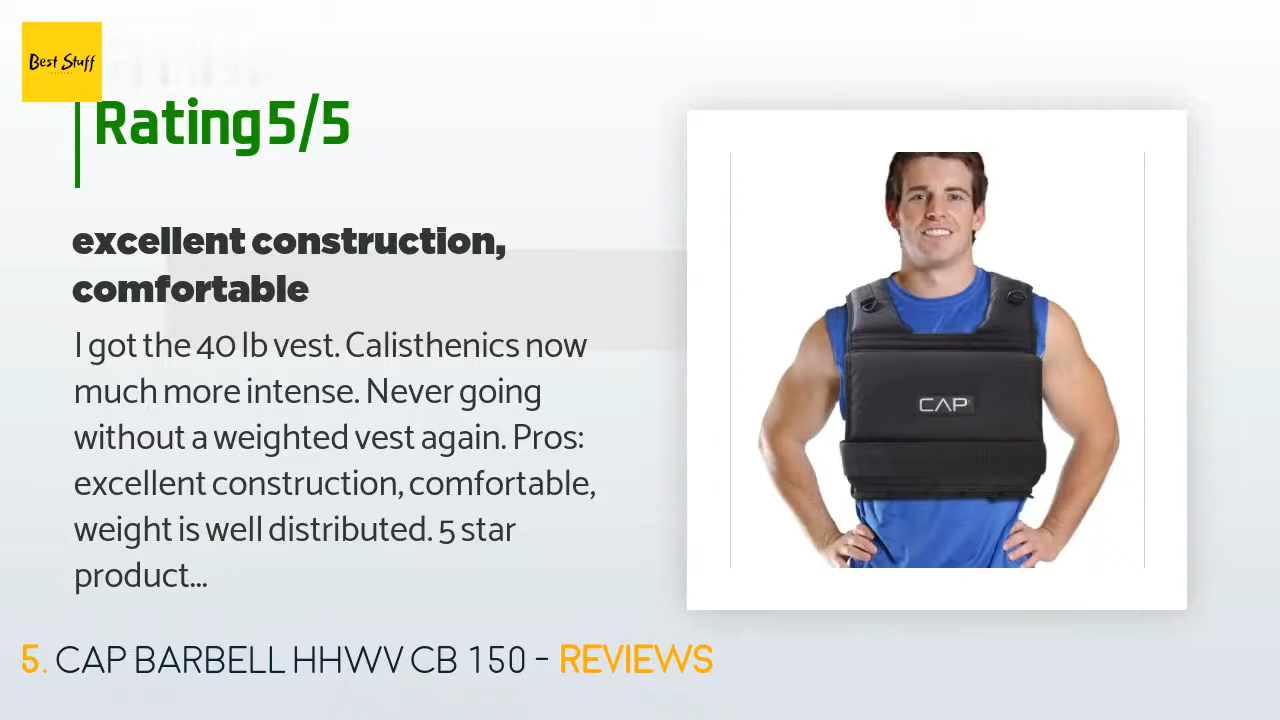 Best Stuff
Rating 5/5
excellent construction,
comfortable
I got the 40 lb vest. Calisthenics now
much more intense. Never going
without a weighted vest again. Pros:
excellent construction, comfortable,
weight is well distributed. 5 star
product...
CAP
5. CAP BARBELL HHWV CB 150 - REVIEWS